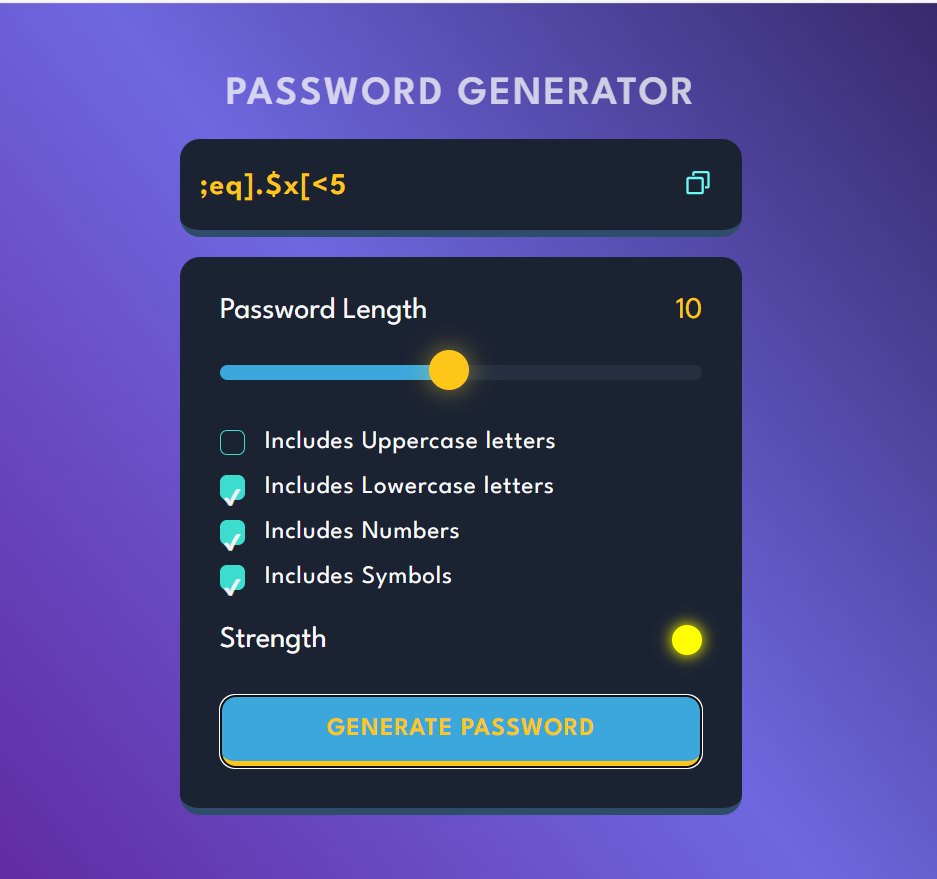 PASSWORD GENERATOR
;eq].$x[<5
Password Length 10
Includes Uppercase letters
Includes Lowercase letters
Includes Numbers
Includes Symbols
Strength
GENERATE PASSWORD